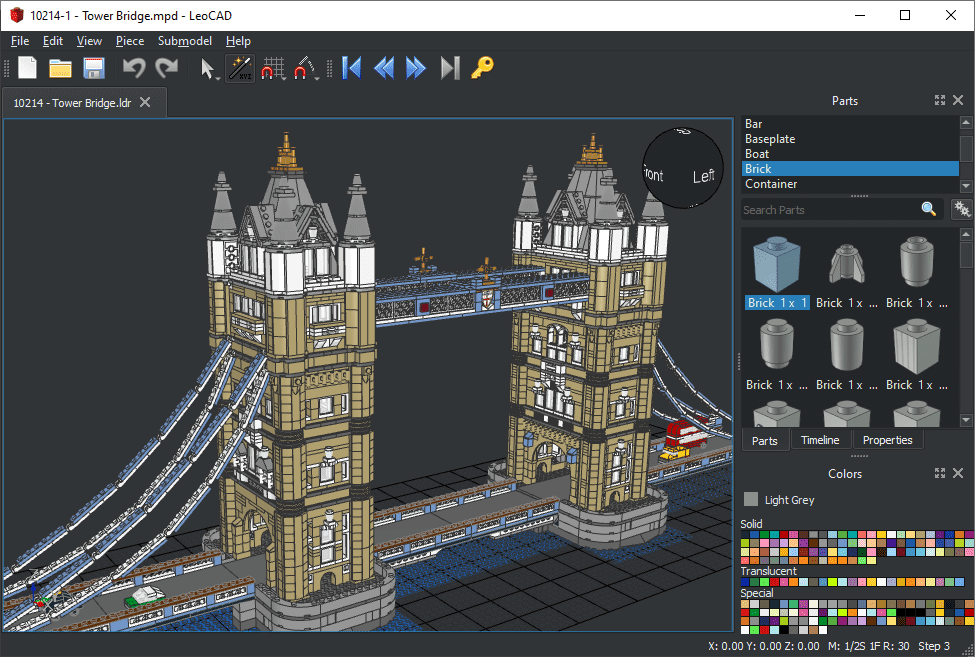 10214-1 - Tower Bridge.mpd - LeoCAD
File Edit View Piece Submodel Help
XYZ
10214 - Tower Bridge.ldr
Parts
Bar
Baseplate
Boat
Brick
Container
Search Parts
ront Left
Brick 1 x 1 Brick 1 x ... Brick 1 x ...
Brick 1 x ... Brick 1 x ... Brick 1 x ...
Parts Timeline Properties
Colors
Light Grey
Solid
Translucent
Special
X: 0.00 Y: 0.00 Z: 0.00 M: 1/2S 1F R: 30 Step 3